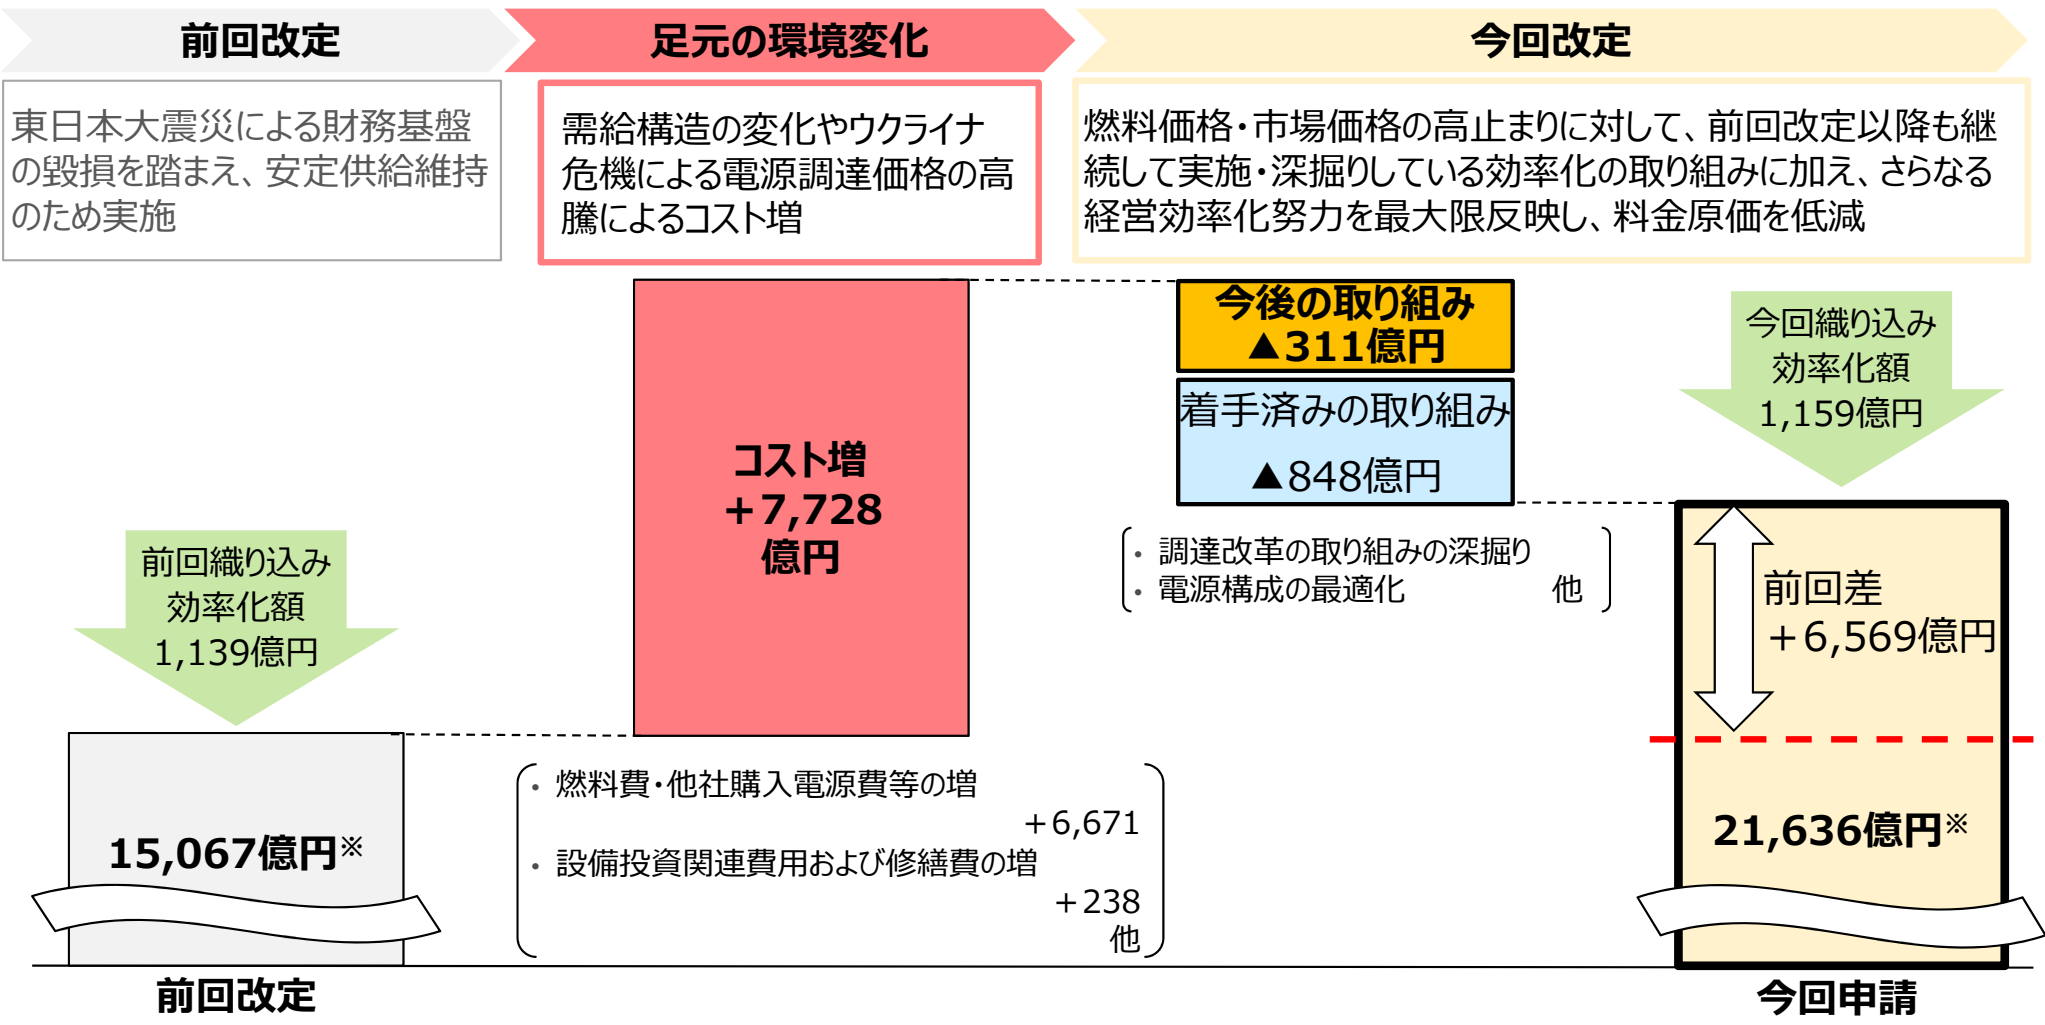 前回改定
足元の環境変化
今回改定
東日本大震災による財務基盤
の毀損を踏まえ、安定供給維持
のため実施
需給構造の変化やウクライナ
危機による電源調達価格の高
騰によるコスト増
燃料価格・市場価格の高止まりに対して、前回改定以降も継
続して実施・深掘りしている効率化の取り組みに加え、さらなる
経営効率化努力を最大限反映し、料金原価を低減
前回織り込み
効率化額
1,139億円
15,067億円※
前回改定
コスト増
＋7,728
億円
・ 燃料費・他社購入電源費等の増
＋6,671
・ 設備投資関連費用および修繕費の増
＋238
他
今後の取り組み
▲311億円
着手済みの取り組み
▲848億円
・ 調達改革の取り組みの深掘り
・ 電源構成の最適化 他
今回織り込み
効率化額
1,159億円
前回差
＋6,569億円
21,636億円※
今回申請